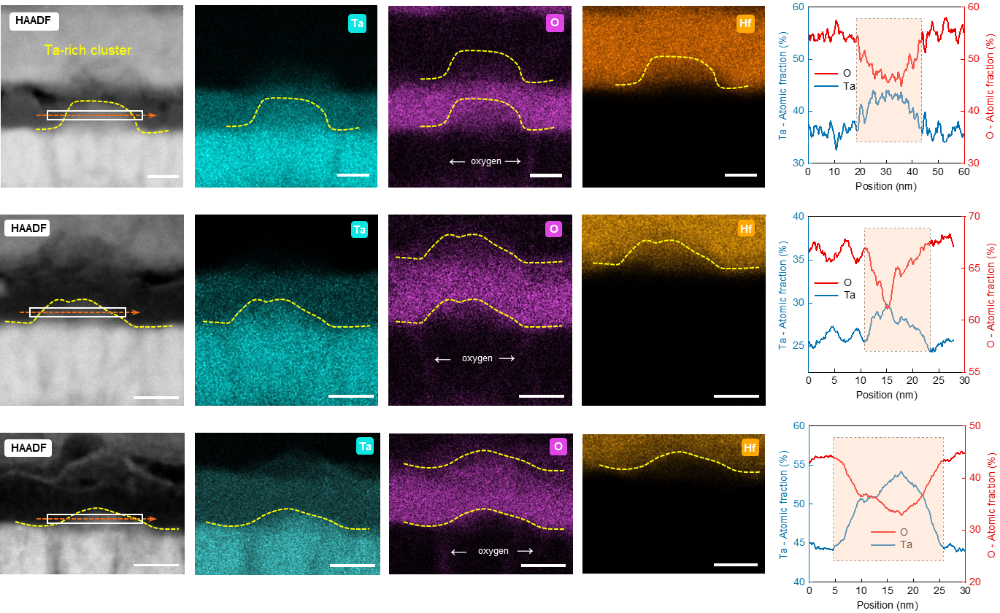 HAADF
Ta-rich cluster
Ta
O
← oxygen →
Hf
Ta - Atomic fraction (%)
60
50
40
30
O
Ta
60
50
40
30
O - Atomic fraction (%)
0 10 20 30 40 50 60
Position (nm)
HAADF
Ta
O
← oxygen →
Hf
Ta - Atomic fraction (%)
40
35
30
25
O
Ta
70
65
60
55
O - Atomic fraction (%)
0 5 10 15 20 25 30
Position (nm)
HAADF
Ta
O
← oxygen →
Hf
Ta - Atomic fraction (%)
60
55
50
45
40
O
Ta
50
40
30
20
O - Atomic fraction (%)
0 5 10 15 20 25 30
Position (nm)